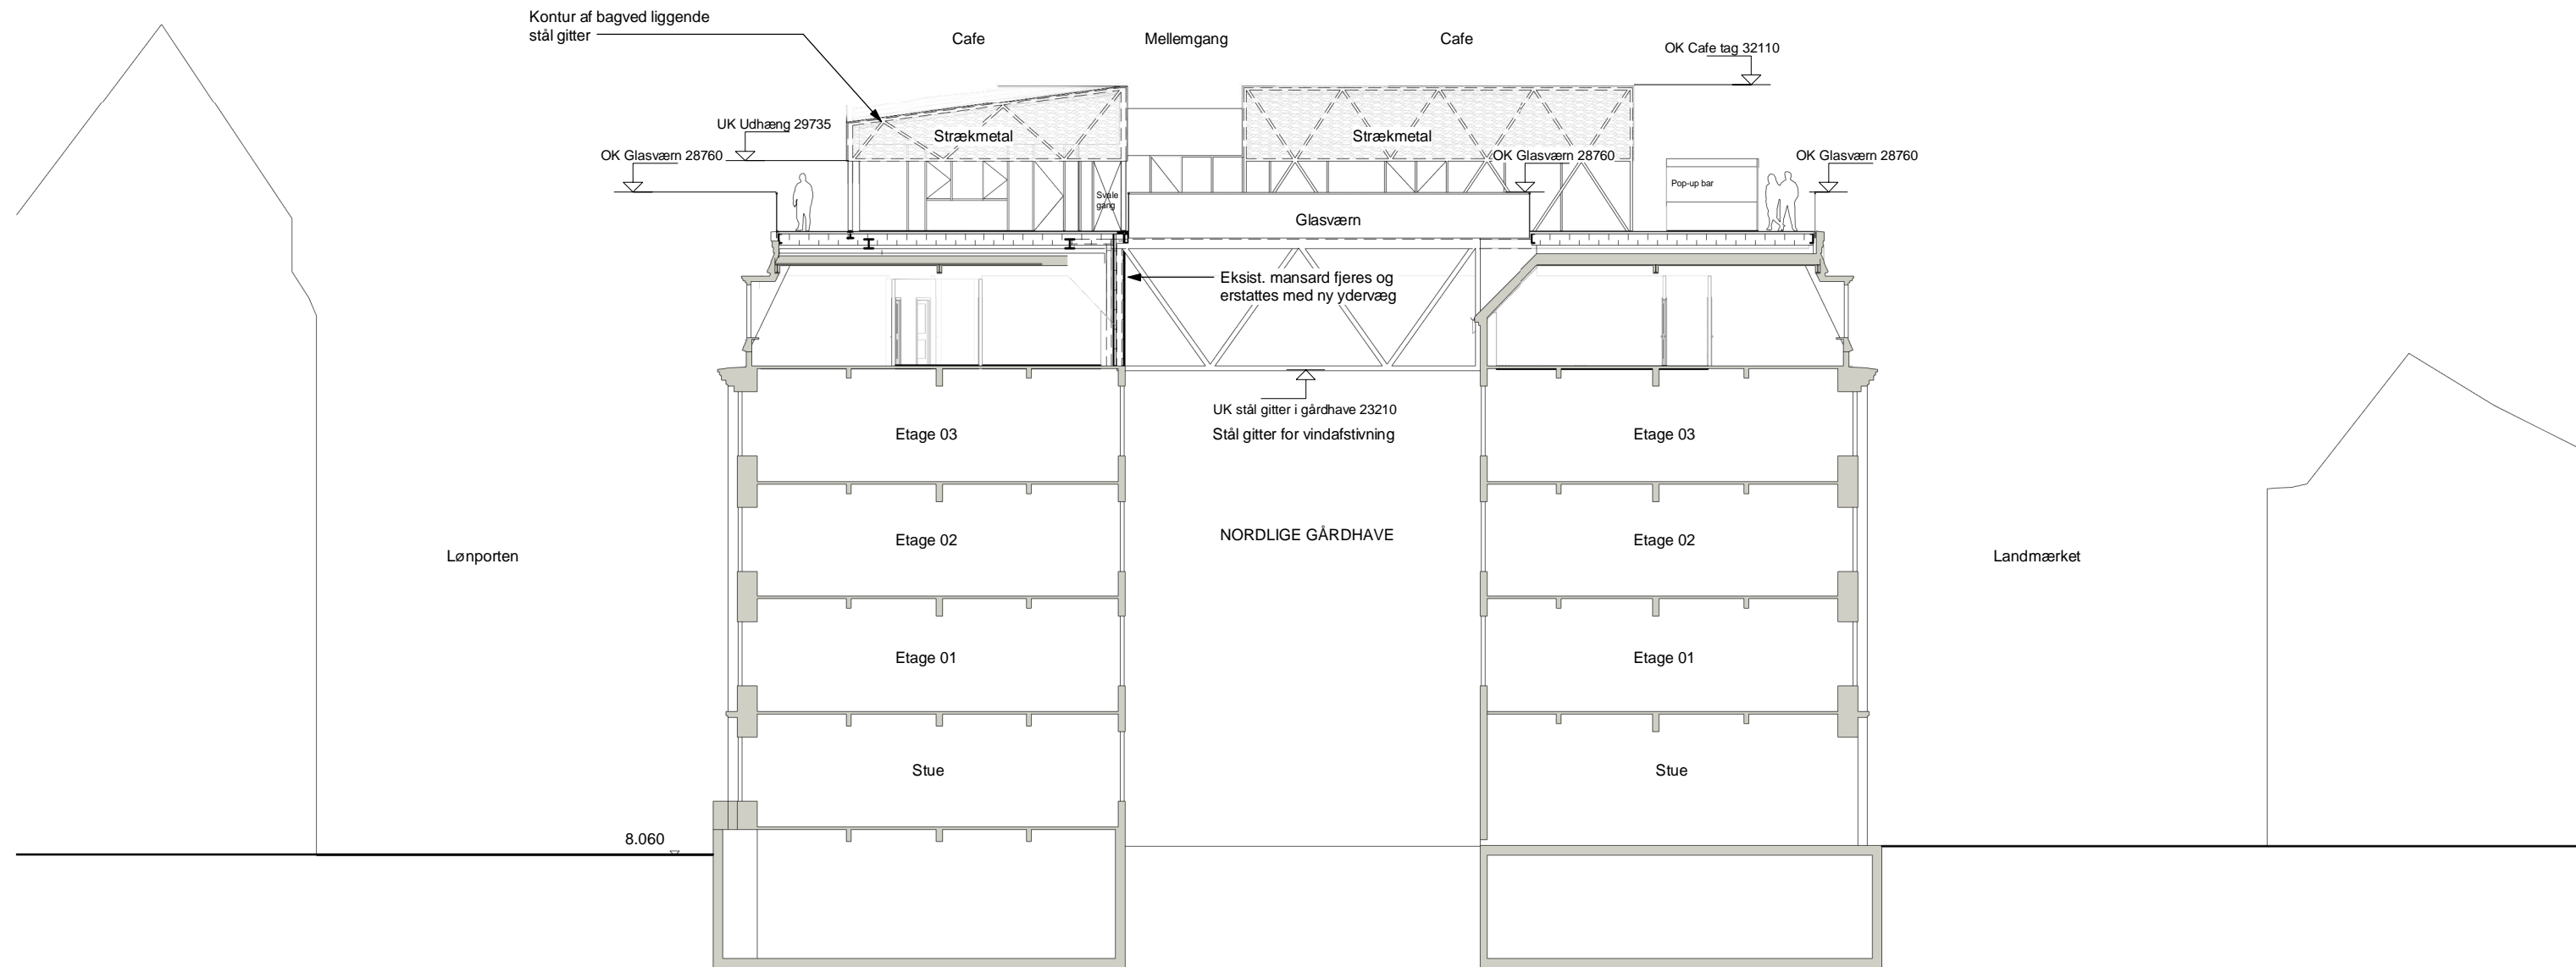 Kontur af bagved liggende
stål gitter
Cafe
Mellemgang
Cafe
OK Cafe tag 32110
UK Udhæng 29735
OK Glasværn 28760
Strækmetal
Strækmetal
OK Glasværn 28760
OK Glasværn 28760
Svale
gang
Pop-up bar
Glasværn
Eksist. mansard fjeres og
erstattes med ny ydervæg
UK stål gitter i gårdhave 23210
Stål gitter for vindafstivning
Etage 03
Etage 03
NORDLIGE GÅRDHAVE
Etage 02
Etage 02
Lønporten
Landmærket
Etage 01
Etage 01
Stue
Stue
8.060